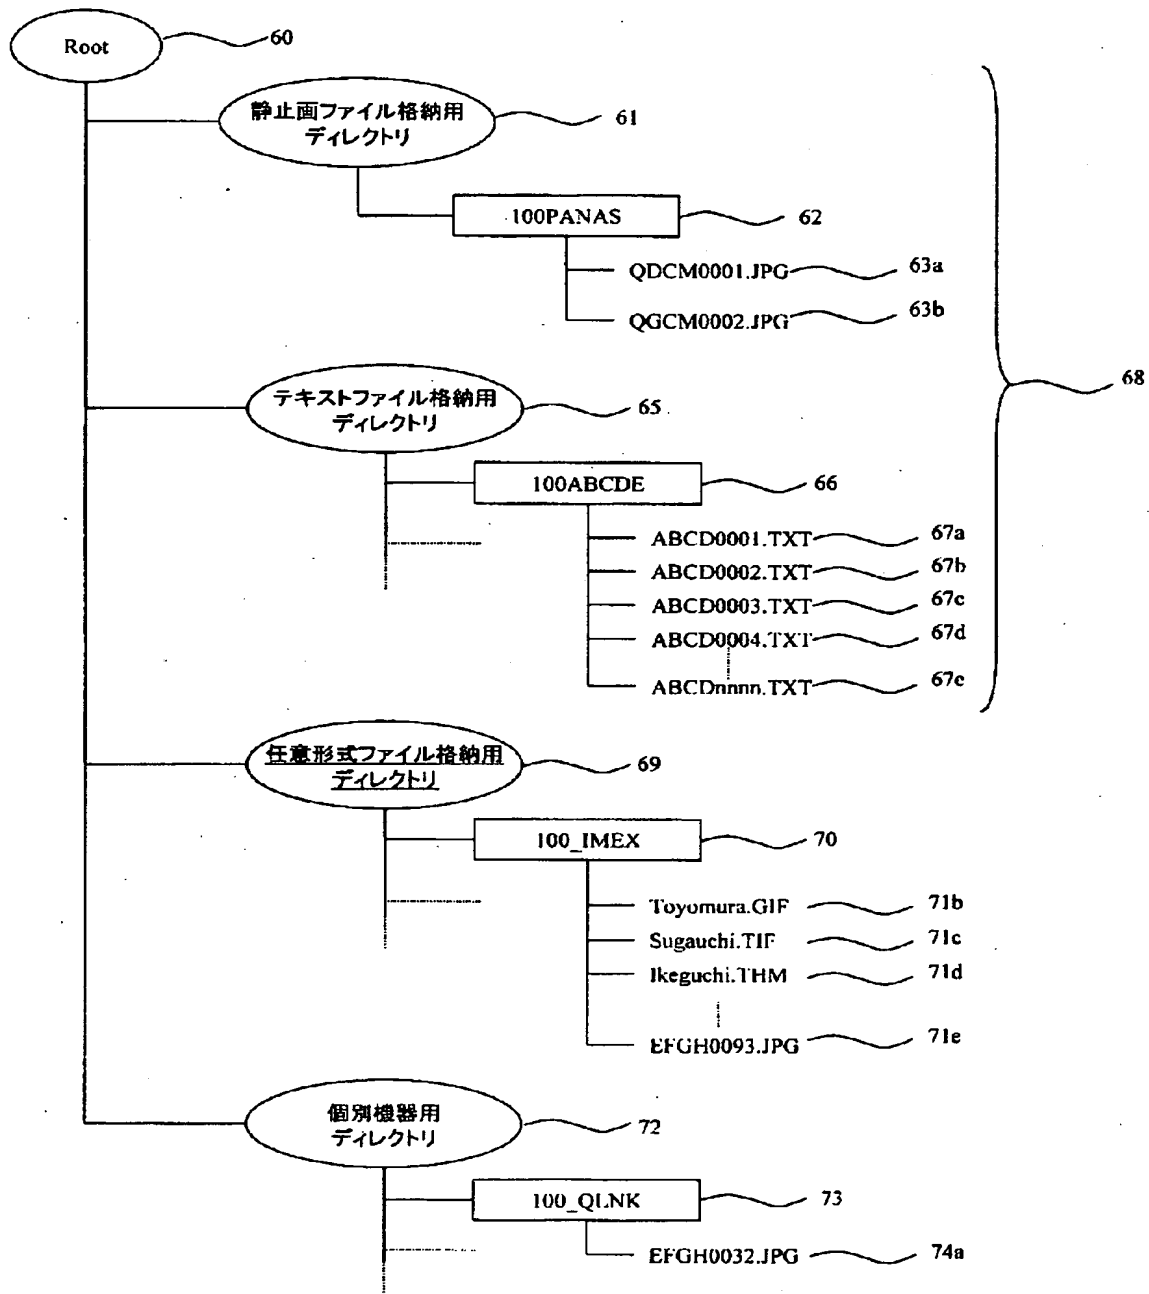 Root
60
静止画ファイル格納用
ディレクトリ
61
100PANAS
62
QDCM0001.JPG
63a
QGCM0002.JPG
63b
68
テキストファイル格納用
ディレクトリ
65
100ABCDE
66
ABCD0001.TXT
67a
ABCD0002.TXT
67b
ABCD0003.TXT
67c
ABCD0004.TXT
67d
ABCDnnnn.TXT
67e
任意形式ファイル格納用
ディレクトリ
69
100_IMEX
70
Toyomura.GIF
71b
Sugauchi.TIF
71c
Ikeguchi.THM
71d
EFGH0093.JPG
71e
個別機器用
ディレクトリ
72
100_QLNK
73
EFGH0032.JPG
74a